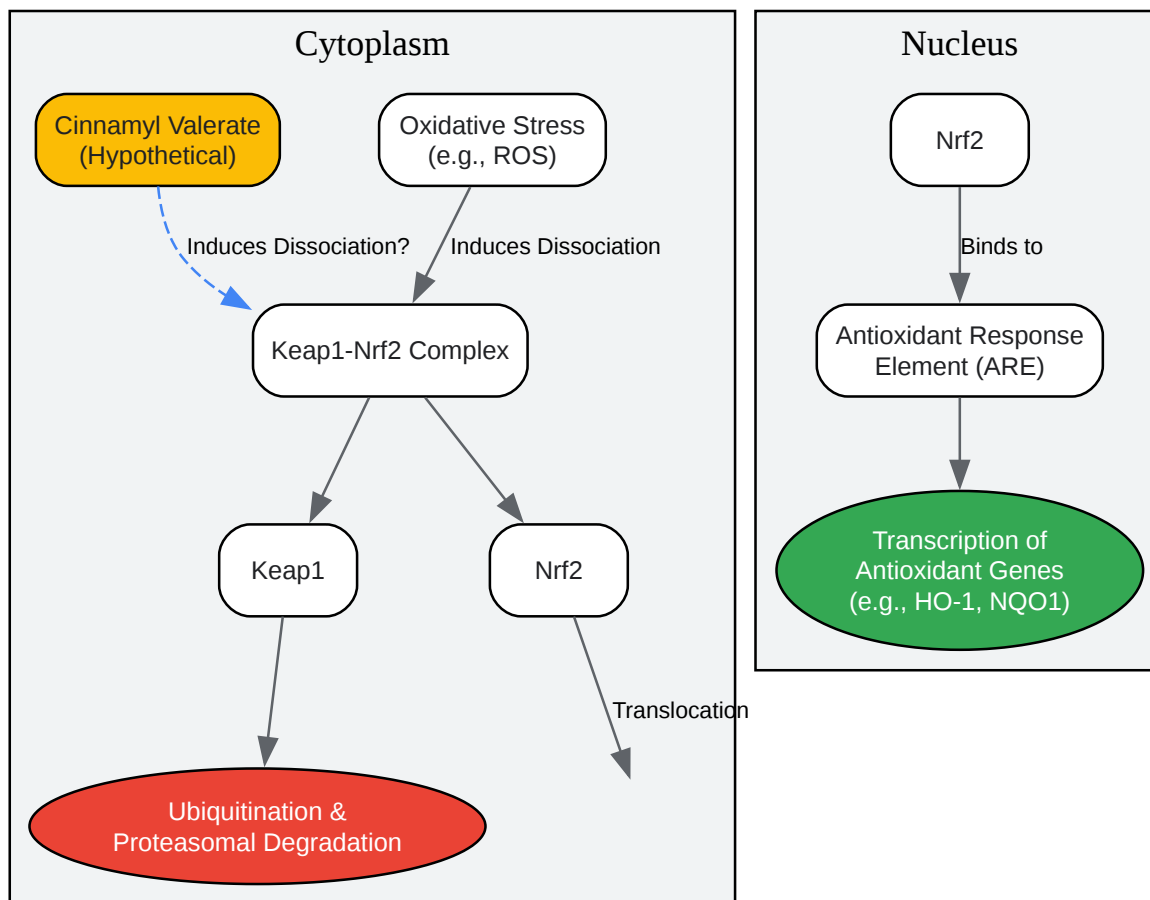 Cytoplasm
Cinnamyl Valerate
(Hypothetical)
Oxidative Stress
(e.g., ROS)
Induces Dissociation?
Induces Dissociation
Keap1-Nrf2 Complex
Keap1
Nrf2
Translocation
Ubiquitination &
Proteasomal Degradation
Nucleus
Nrf2
Binds to
Antioxidant Response
Element (ARE)
Transcription of
Antioxidant Genes
(e.g., HO-1, NQO1)